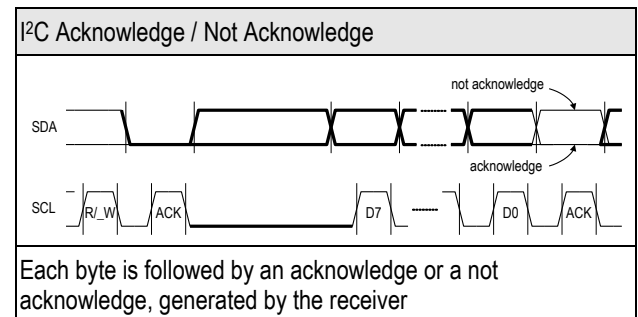 I²C Acknowledge / Not Acknowledge
not acknowledge
SDA
acknowledge
SCL R/_W ACK D7 D0 ACK
Each byte is followed by an acknowledge or a not
acknowledge, generated by the receiver